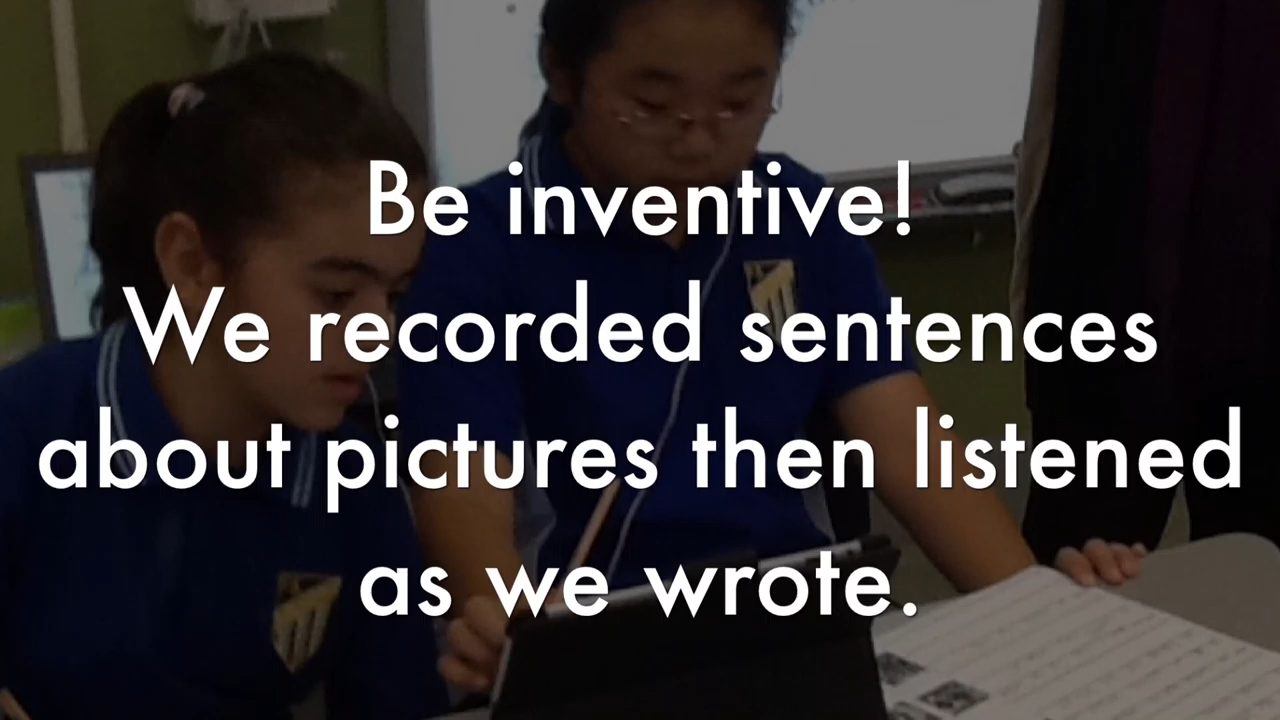 Be inventive!
We recorded sentences
about pictures then listened
as we wrote.